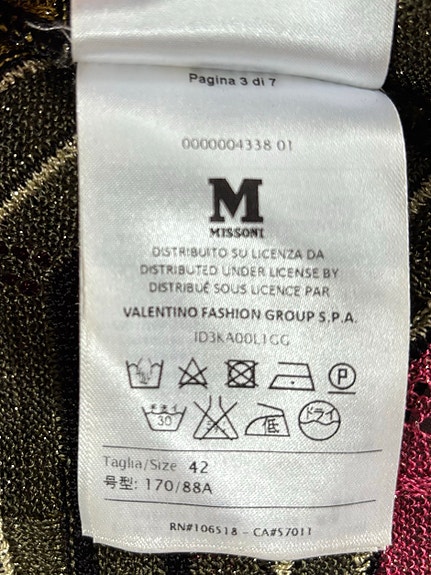 Pagina 3 di 7
0000004338 01
M
MISSONI
DISTRIBUITO SU LICENZA DA
DISTRIBUTED UNDER LICENSE BY
DISTRIBUÉ SOUS LICENCE PAR
VALENTINO FASHION GROUP S.P.A.
ID3KA00L1GG
P
30 低 ドライ
Taglia/Size 42
号型: 170/88A
RN#106518 - CA#57011